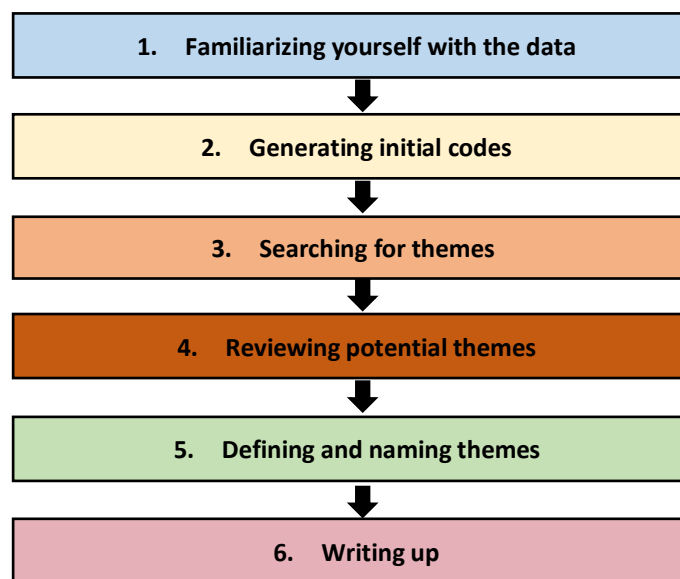 1. Familiarizing yourself with the data
2. Generating initial codes
3. Searching for themes
4. Reviewing potential themes
5. Defining and naming themes
6. Writing up